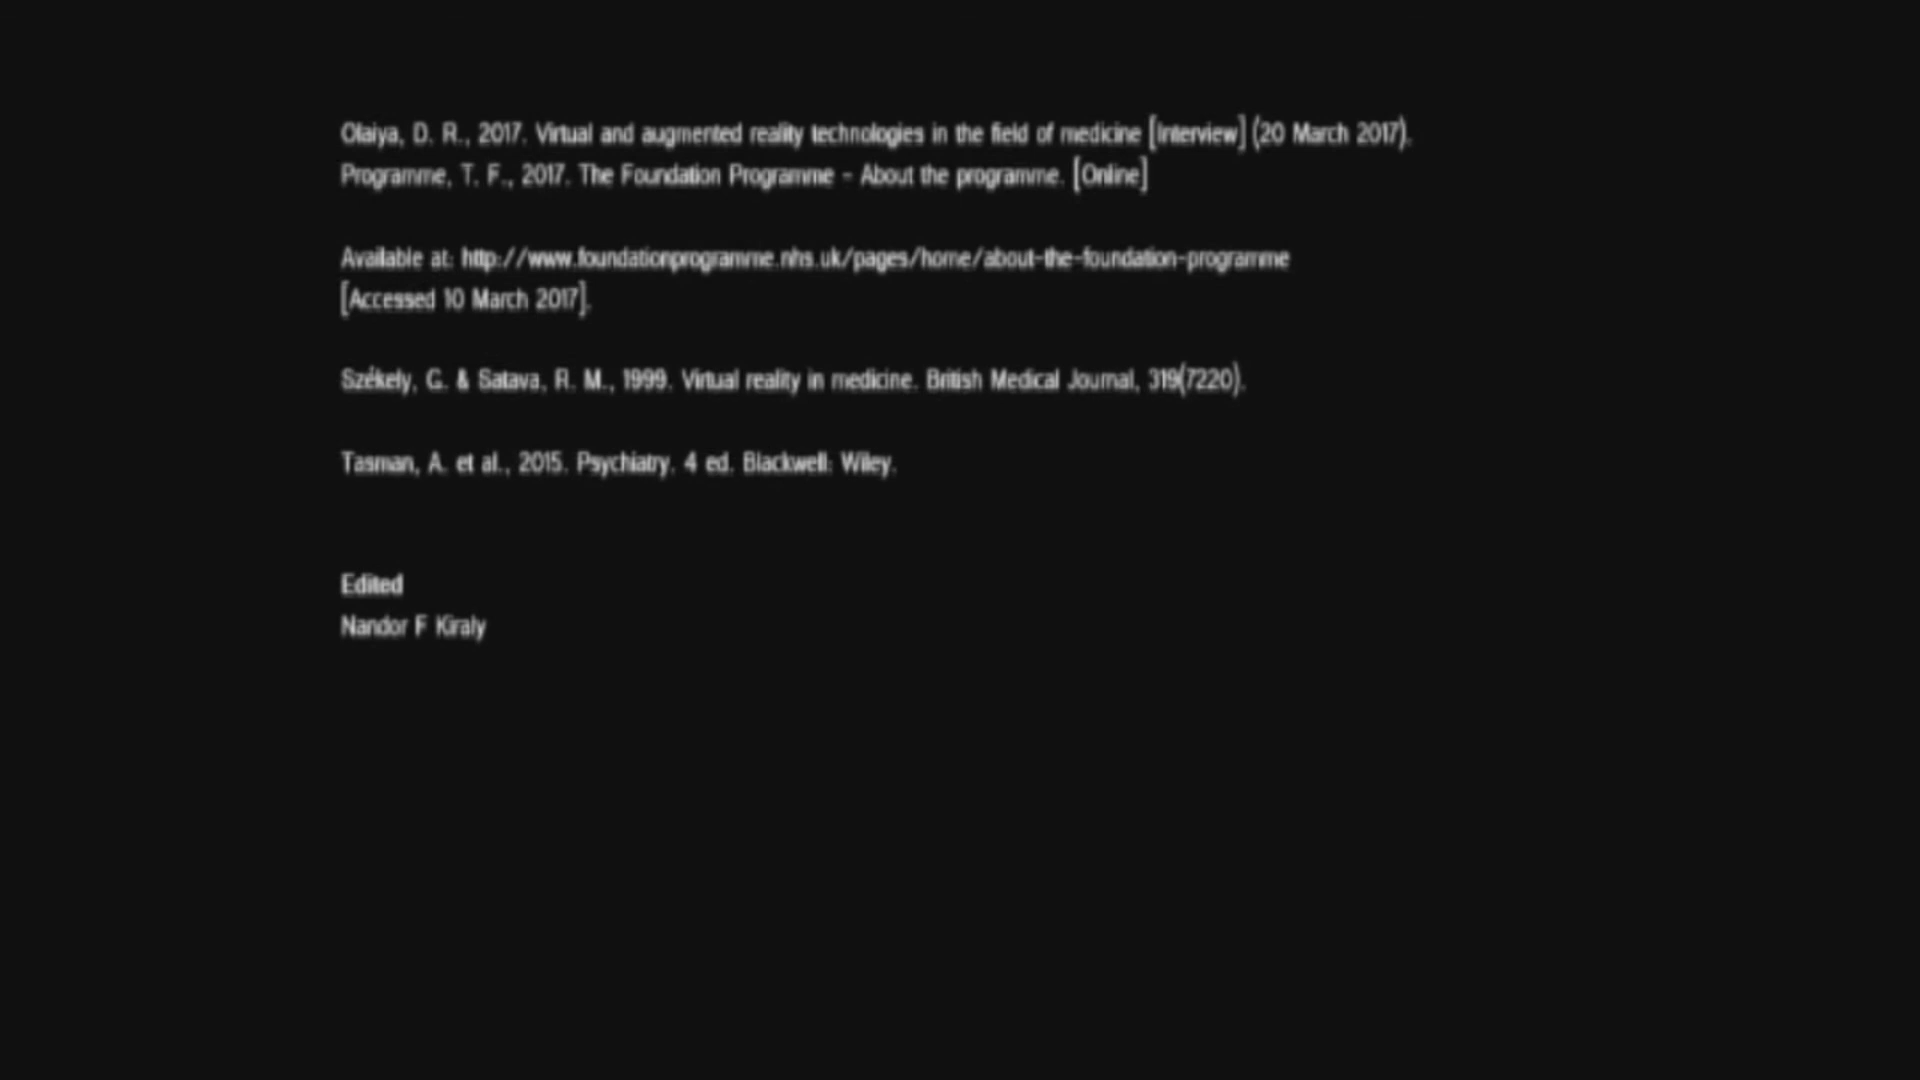 Olaiya, D. R., 2017. Virtual and augmented reality technologies in the field of medicine [Interview] (20 March 2017).
Programme, T. F., 2017. The Foundation Programme - About the programme. [Online]
Available at: http://www.foundationprogramme.nhs.uk/pages/home/about-the-foundation-programme
[Accessed 10 March 2017].
Székely, G. & Satava, R. M., 1999. Virtual reality in medicine. British Medical Journal, 319(7220).
Tasman, A. et al., 2015. Psychiatry. 4 ed. Blackwell: Wiley.
Edited
Nandor F Kiraly